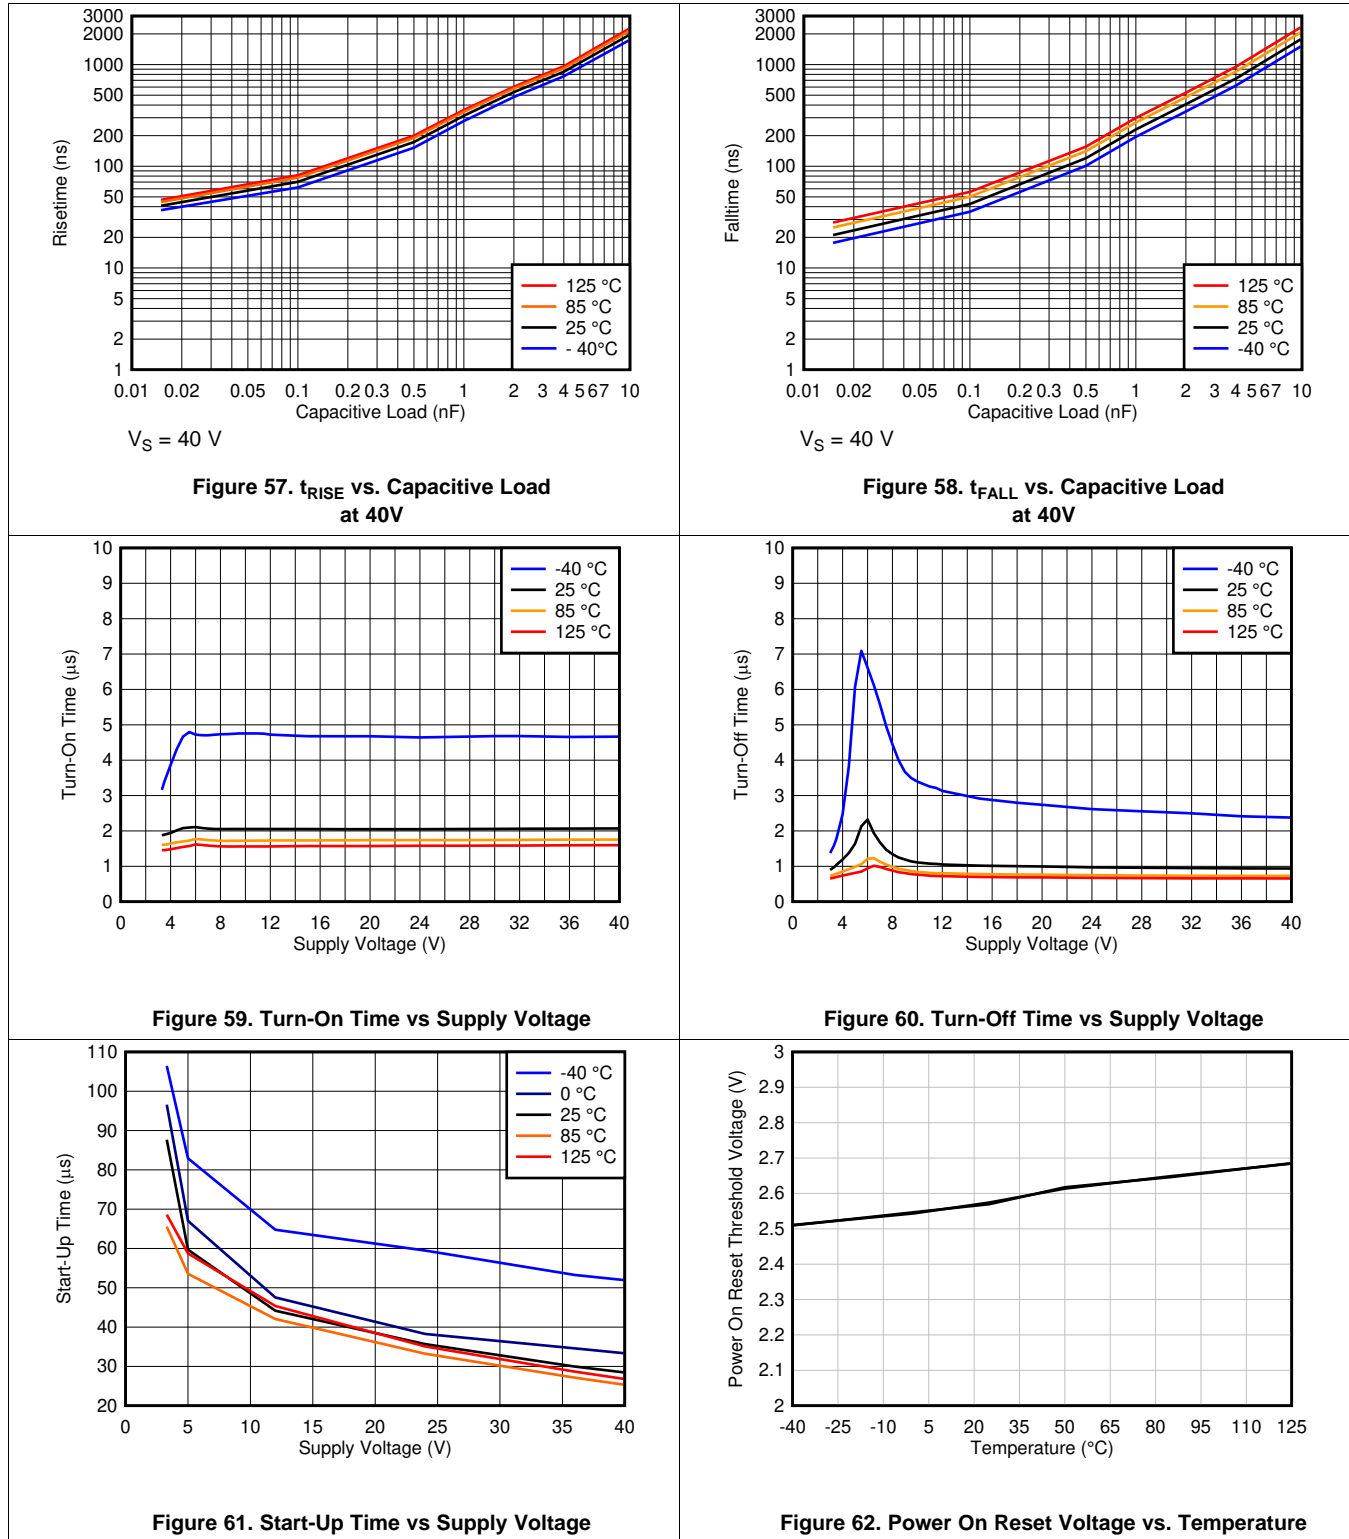 3000
2000
1000
500
200
100
50
20
10
5
2
1
Risetime (ns)
125 °C
85 °C
25 °C
- 40°C
0.01 0.02 0.05 0.1 0.2 0.3 0.5 1 2 3 4 5 6 7 10
Capacitive Load (nF)
VS = 40 V
Figure 57. tRISE vs. Capacitive Load
at 40V
3000
2000
1000
500
200
100
50
20
10
5
2
1
Falltime (ns)
125 °C
85 °C
25 °C
-40 °C
0.01 0.02 0.05 0.1 0.2 0.3 0.5 1 2 3 4 5 6 7 10
Capacitive Load (nF)
VS = 40 V
Figure 58. tFALL vs. Capacitive Load
at 40V
10
9
8
7
6
5
4
3
2
1
0
Turn-On Time (µs)
-40 °C
25 °C
85 °C
125 °C
0 4 8 12 16 20 24 28 32 36 40
Supply Voltage (V)
Figure 59. Turn-On Time vs Supply Voltage
10
9
8
7
6
5
4
3
2
1
0
Turn-Off Time (µs)
-40 °C
25 °C
85 °C
125 °C
0 4 8 12 16 20 24 28 32 36 40
Supply Voltage (V)
Figure 60. Turn-Off Time vs Supply Voltage
110
100
90
80
70
60
50
40
30
20
Start-Up Time (µs)
-40 °C
0 °C
25 °C
85 °C
125 °C
0 5 10 15 20 25 30 35 40
Supply Voltage (V)
Figure 61. Start-Up Time vs Supply Voltage
3
2.9
2.8
2.7
2.6
2.5
2.4
2.3
2.2
2.1
2
Power On Reset Threshold Voltage (V)
-40 -25 -10 5 20 35 50 65 80 95 110 125
Temperature (°C)
Figure 62. Power On Reset Voltage vs. Temperature